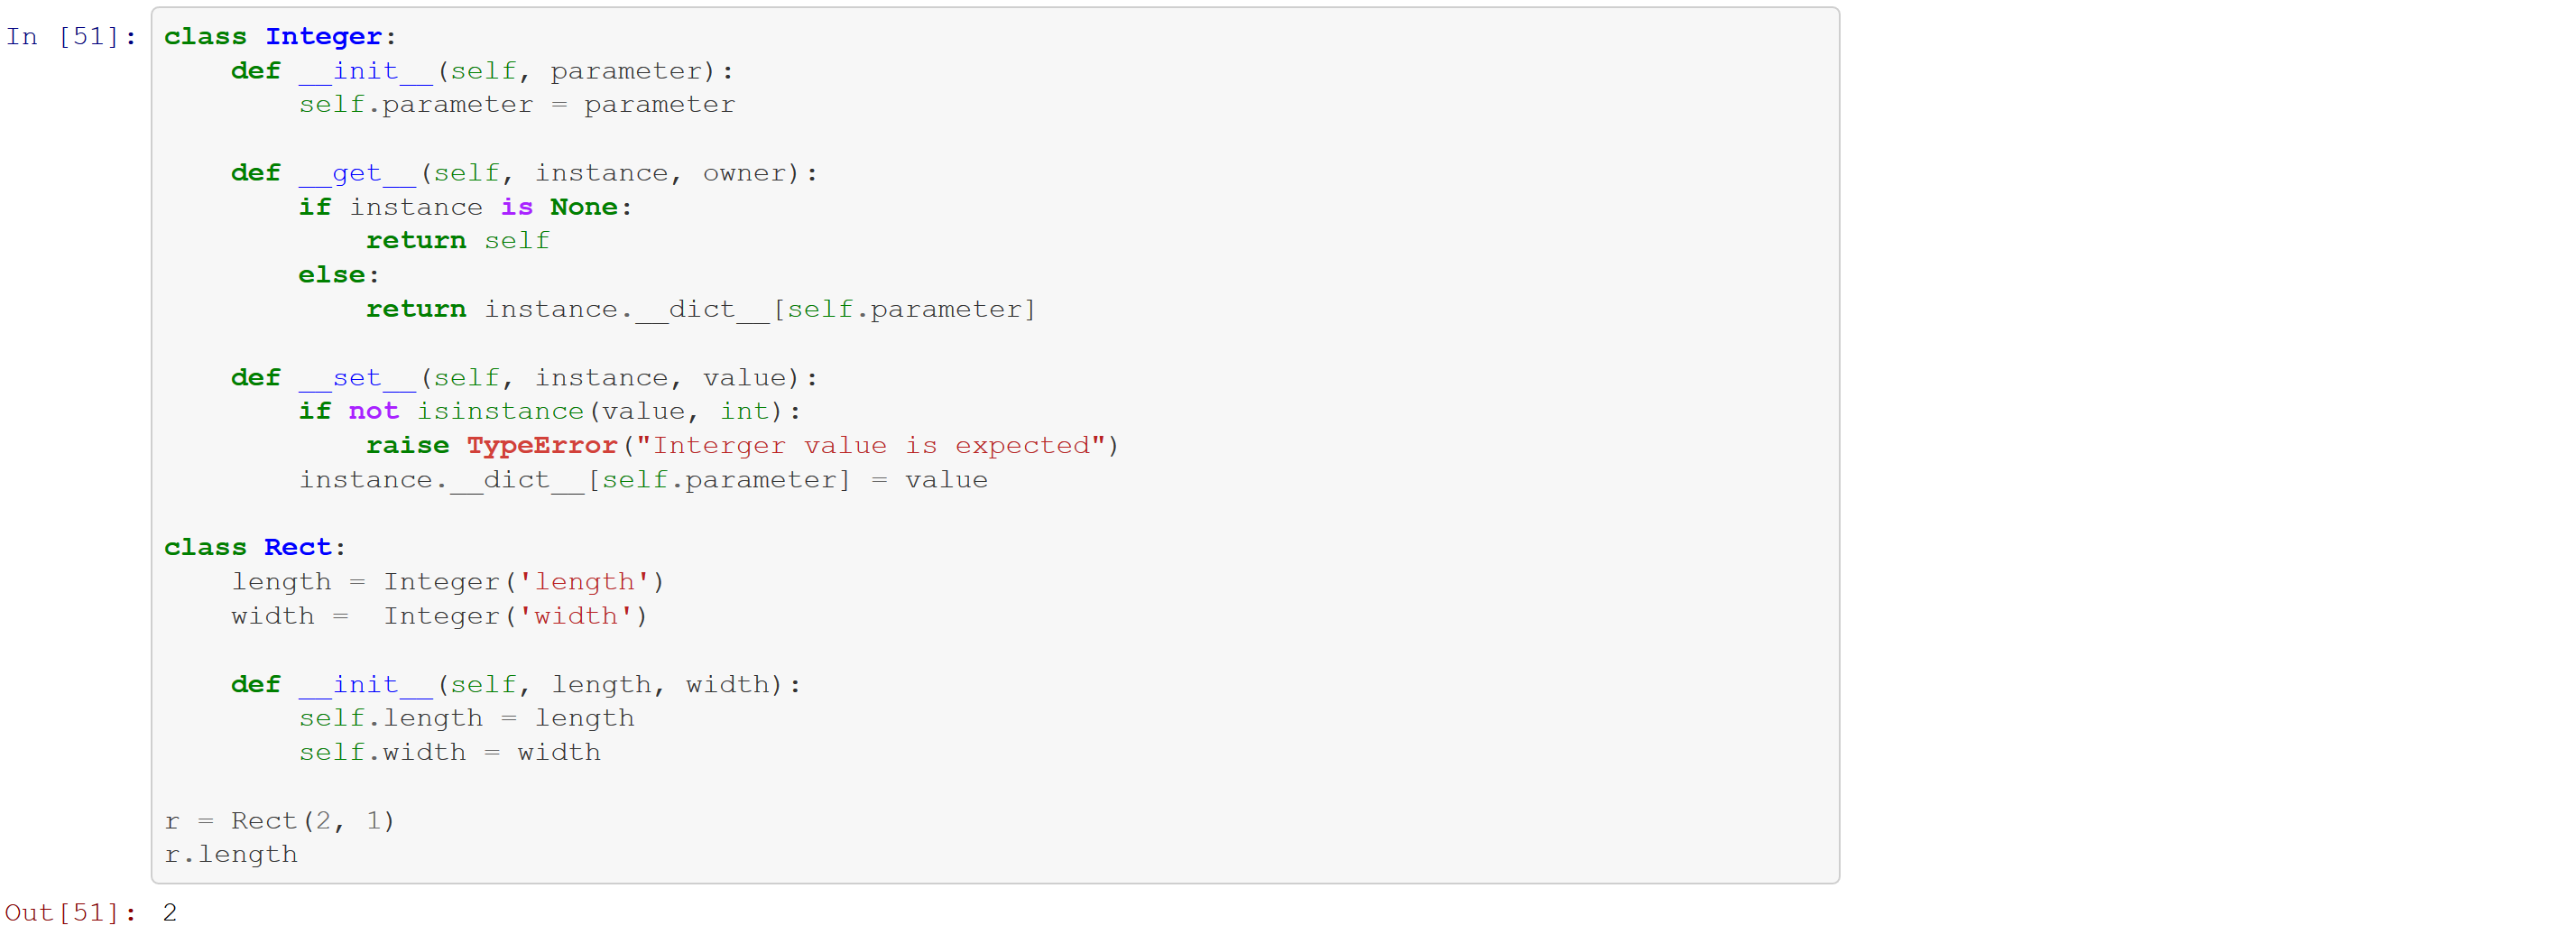 In [51]: class Integer:
    def __init__(self, parameter):
        self.parameter = parameter

    def __get__(self, instance, owner):
        if instance is None:
            return self
        else:
            return instance.__dict__[self.parameter]

    def __set__(self, instance, value):
        if not isinstance(value, int):
            raise TypeError("Interger value is expected")
        instance.__dict__[self.parameter] = value

class Rect:
    length = Integer('length')
    width =  Integer('width')

    def __init__(self, length, width):
        self.length = length
        self.width = width

r = Rect(2, 1)
r.length
Out[51]: 2